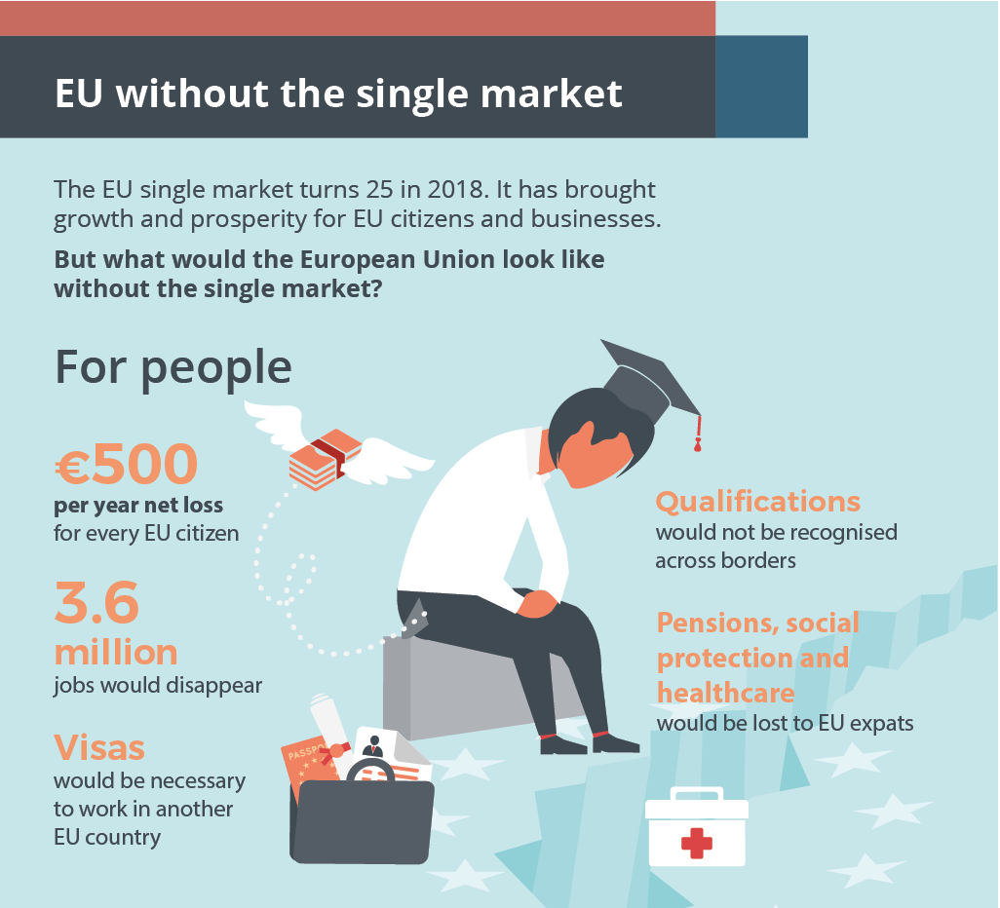 EU without the single market
The EU single market turns 25 in 2018. It has brought
growth and prosperity for EU citizens and businesses.
But what would the European Union look like
without the single market?
For people
€500
per year net loss
for every EU citizen
3.6
million
jobs would disappear
Visas
would be necessary
to work in another
EU country
Qualifications
would not be recognised
across borders
Pensions, social
protection and
healthcare
would be lost to EU expats
PASSPO